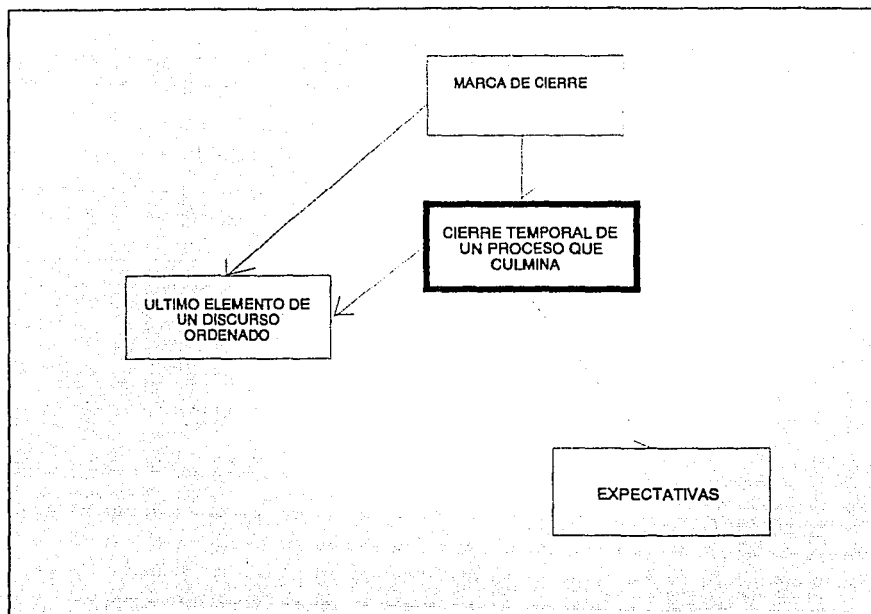 MARCA DE CIERRE
CIERRE TEMPORAL DE
UN PROCESO QUE
CULMINA
ULTIMO ELEMENTO DE
UN DISCURSO
ORDENADO
EXPECTATIVAS